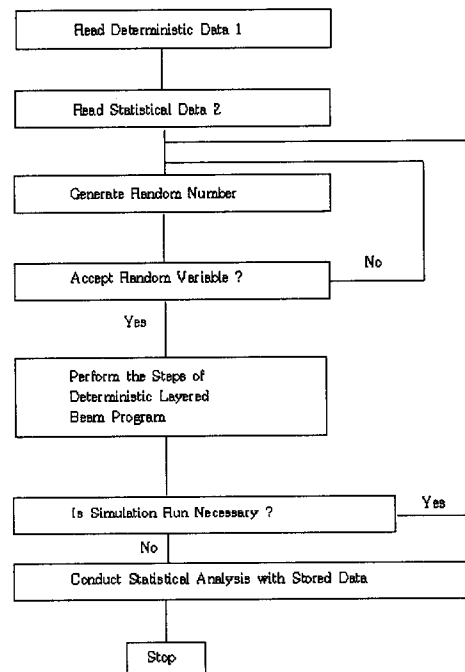 Read Deterministic Data 1
Read Statistical Data 2
Generate Random Number
Accept Random Variable ?
No
Yes
Perform the Steps of
Deterministic Layered
Beam Program
Is Simulation Run Necessary ?
Yes
No
Conduct Statistical Analysis with Stored Data
Stop